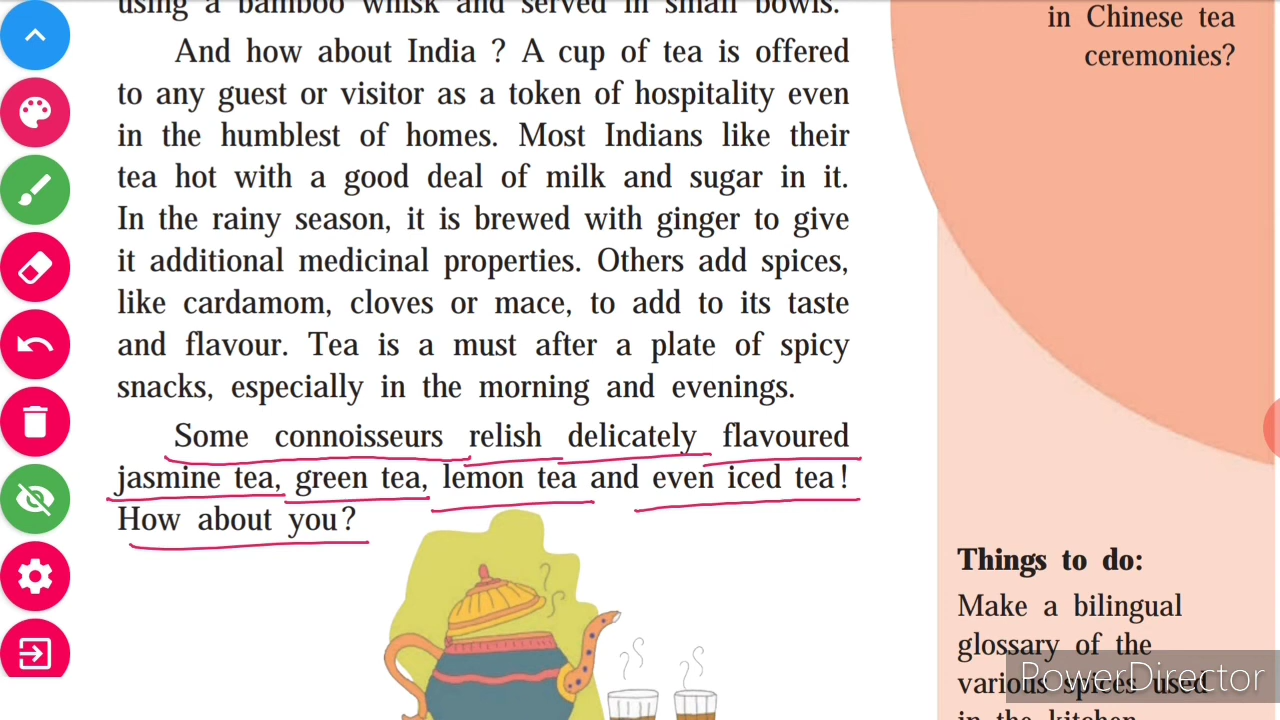 using a bamboo whisk and served in small bowls.
And how about India ? A cup of tea is offered
to any guest or visitor as a token of hospitality even
in the humblest of homes. Most Indians like their
tea hot with a good deal of milk and sugar in it.
In the rainy season, it is brewed with ginger to give
it additional medicinal properties. Others add spices,
like cardamom, cloves or mace, to add to its taste
and flavour. Tea is a must after a plate of spicy
snacks, especially in the morning and evenings.
Some connoisseurs relish delicately flavoured
jasmine tea, green tea, lemon tea and even iced tea!
How about you?
in Chinese tea
ceremonies?
Things to do:
Make a bilingual
glossary of the
various spices used
in the kitchen
PowerDirector